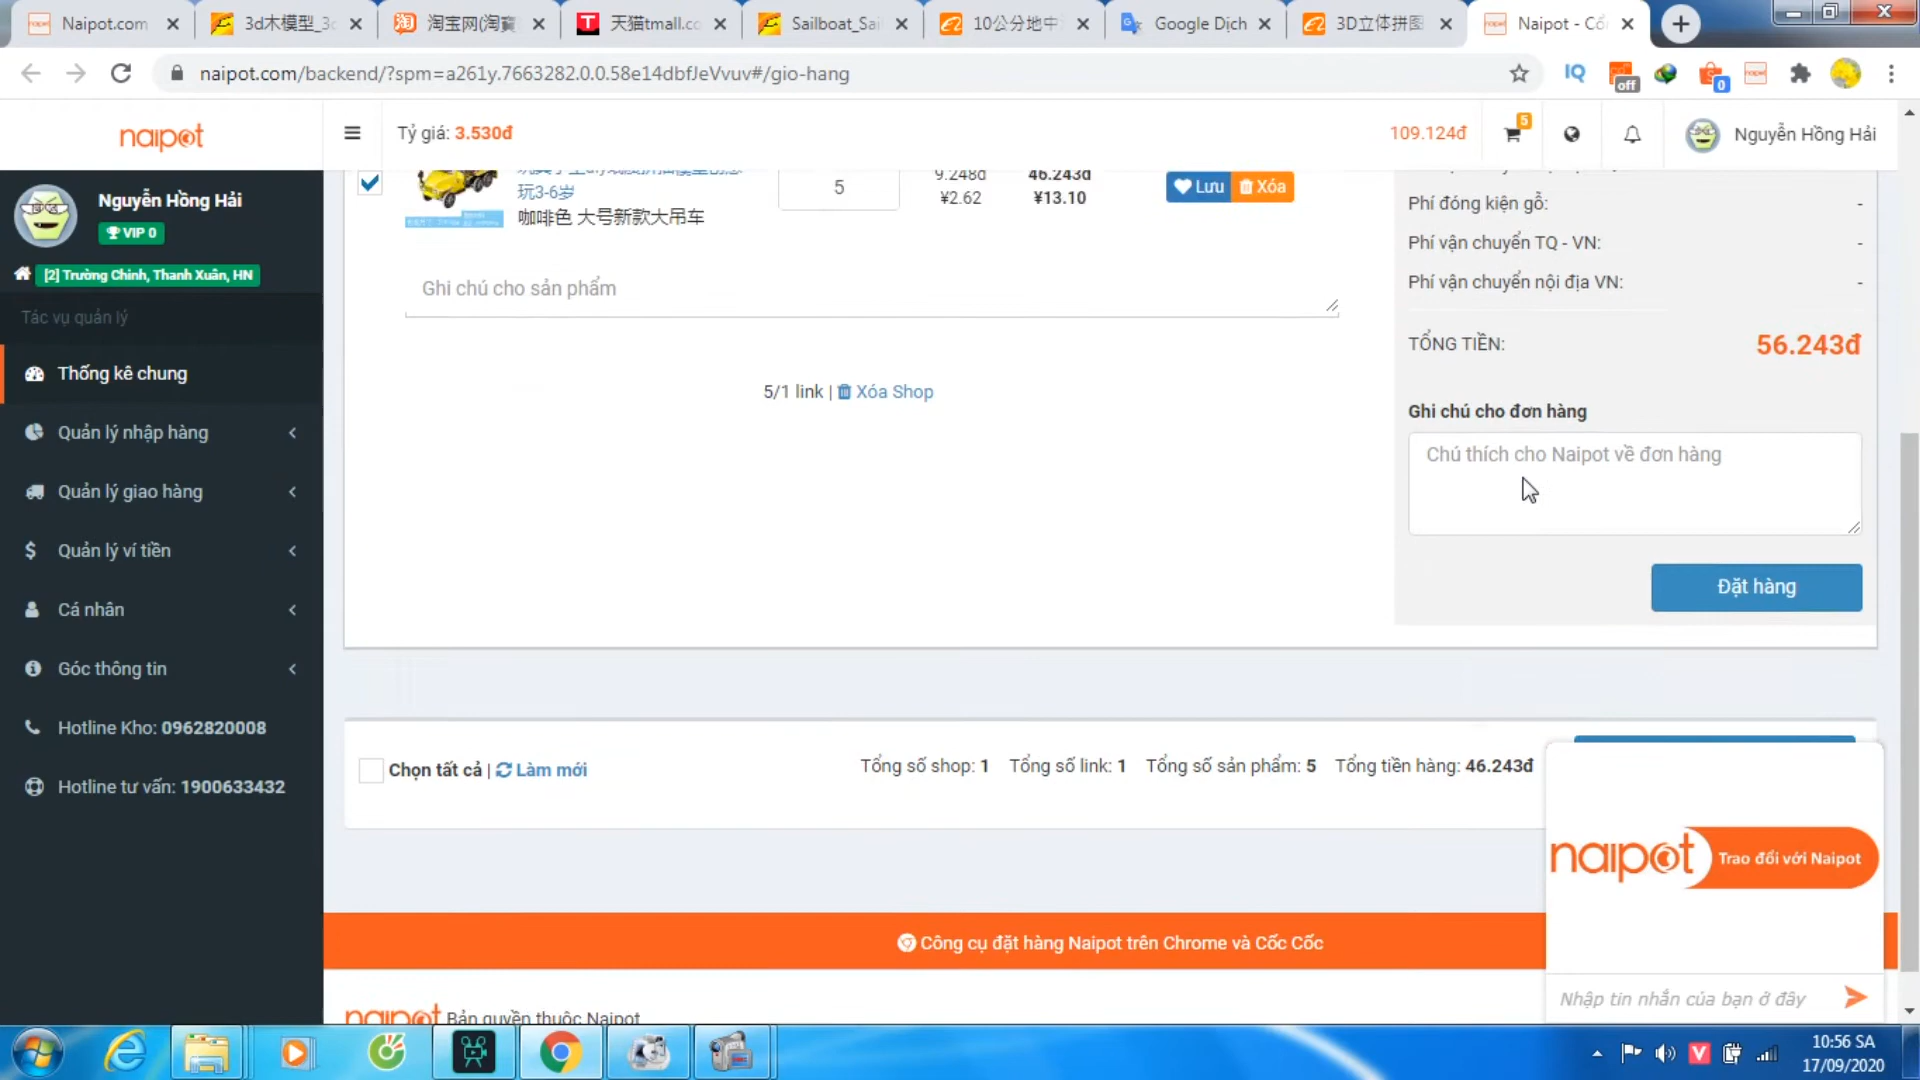 Naipot.com
3d木模型_3d
淘宝网(淘寶
天猫tmall.co
Sailboat_Sai
10公分地中
Google Dịch
3D立体拼图
Naipot - Cổ
naipot.com/backend/?spm=a261y.7663282.0.0.58e14dbfJeVvuv#/gio-hang
IQ
off
0
naipot
Tỷ giá: 3.530đ
109.124đ
5
Nguyễn Hồng Hải
Nguyễn Hồng Hải
VIP 0
[2] Trường Chinh, Thanh Xuân, HN
Tác vụ quản lý
Thống kê chung
Quản lý nhập hàng
Quản lý giao hàng
Quản lý ví tiền
Cá nhân
Góc thông tin
Hotline Kho: 0962820008
Hotline tư vấn: 1900633432
玩3-6岁
咖啡色 大号新款大吊车
5
9.248đ
¥2.62
46.243đ
¥13.10
Lưu
Xóa
Ghi chú cho sản phẩm
5/1 link | Xóa Shop
Phí đóng kiện gỗ: -
Phí vận chuyển TQ - VN: -
Phí vận chuyển nội địa VN: -
TỔNG TIỀN: 56.243đ
Ghi chú cho đơn hàng
Chú thích cho Naipot về đơn hàng
Đặt hàng
Chọn tất cả | Làm mới
Tổng số shop: 1 Tổng số link: 1 Tổng số sản phẩm: 5 Tổng tiền hàng: 46.243đ
naipot
Trao đổi với Naipot
Công cụ đặt hàng Naipot trên Chrome và Cốc Cốc
Nhập tin nhắn của bạn ở đây
naipot Bản quyền thuộc Naipot
10:56 SA
17/09/2020